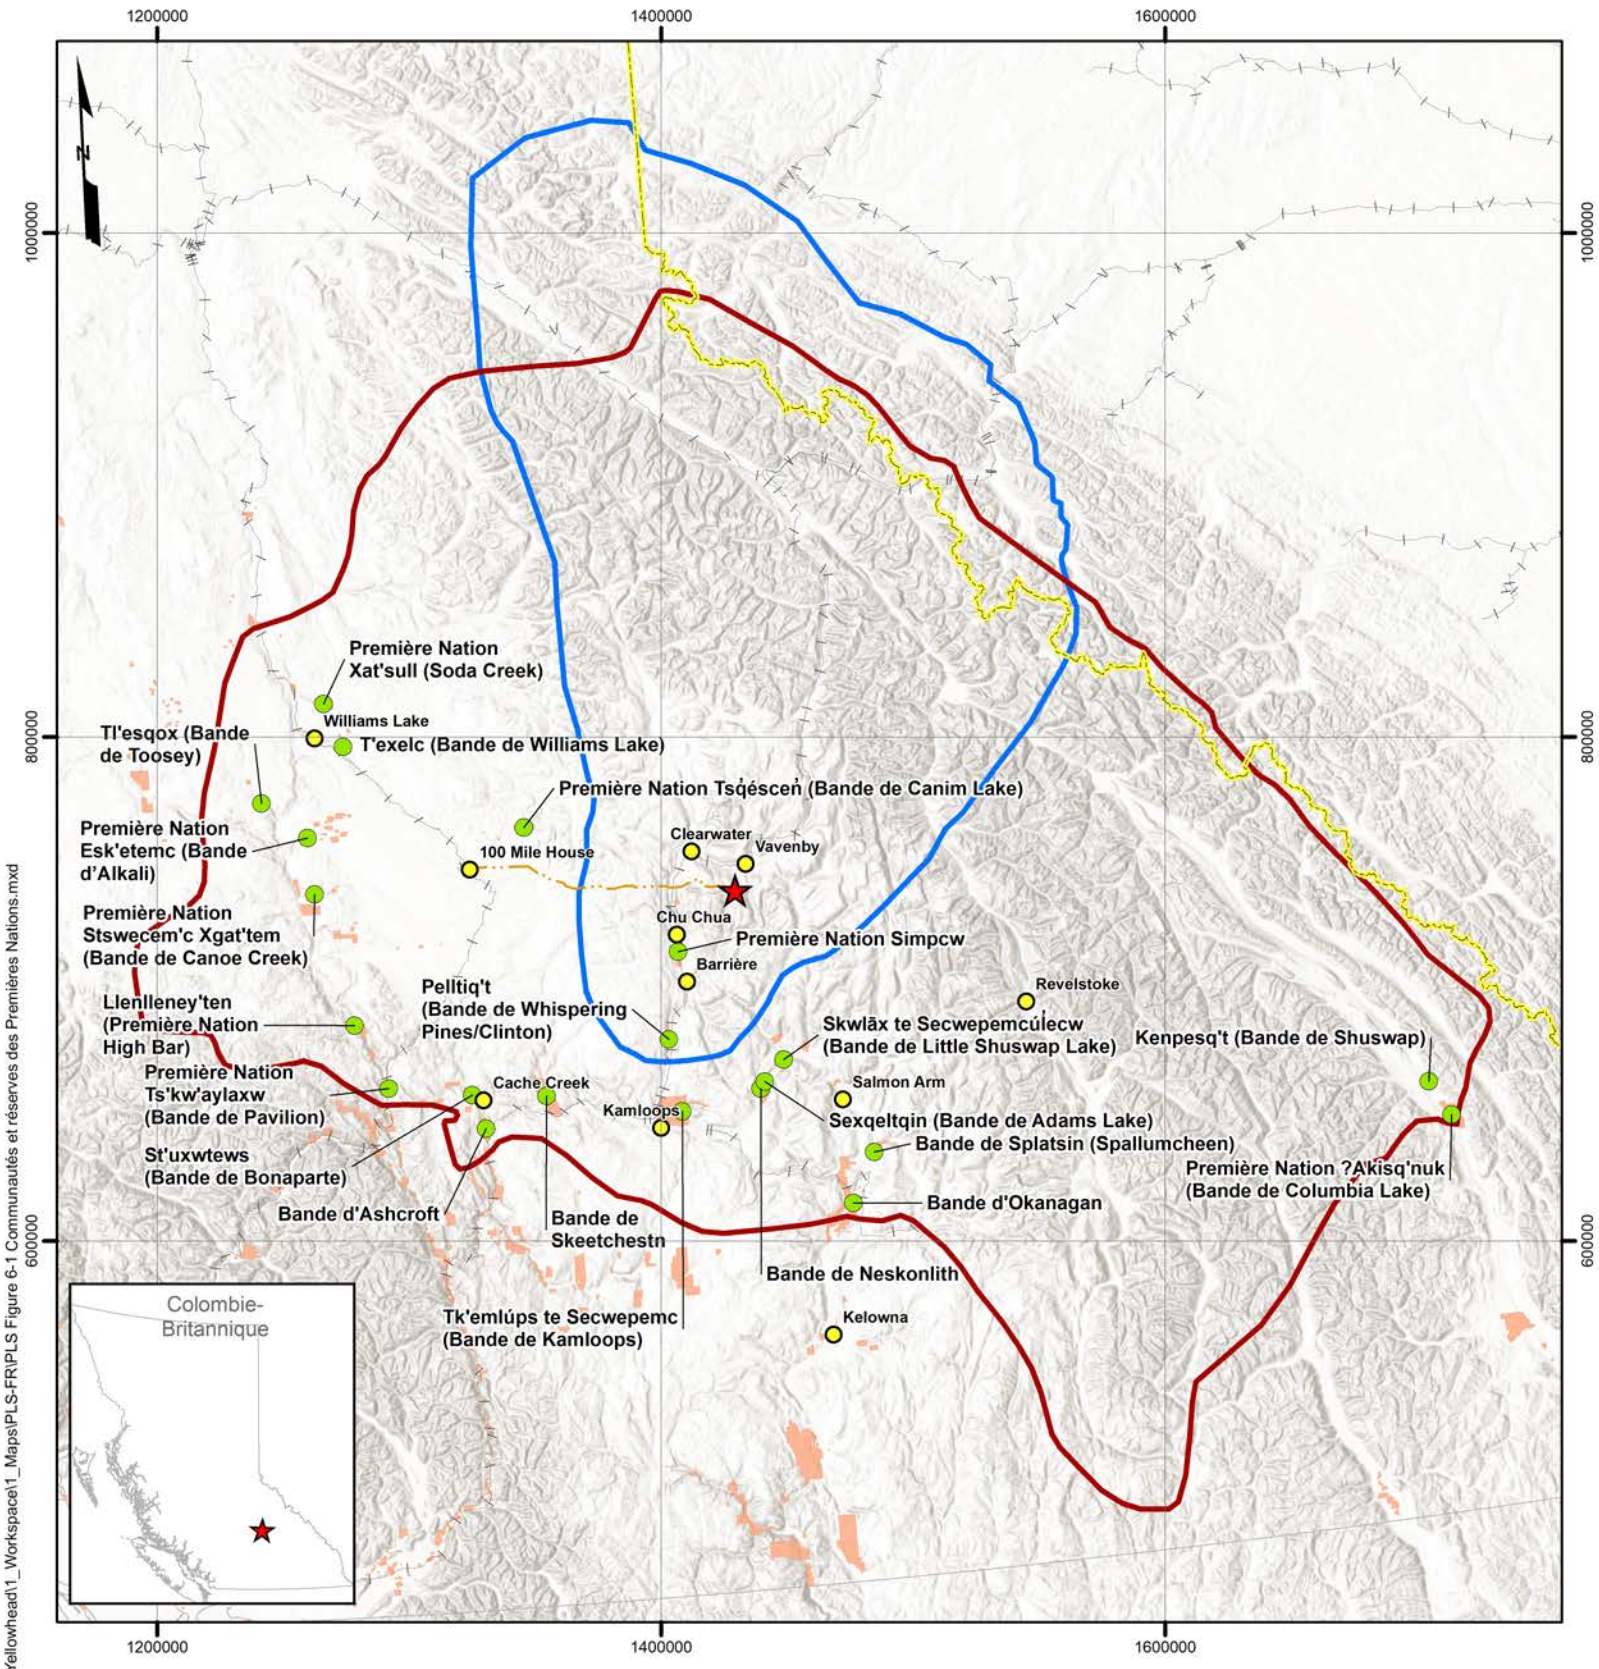 1200000
1400000
1600000
1000000
1000000
N
Première Nation
Xat'sull (Soda Creek)
Williams Lake
Tl'esqox (Bande
de Toosey)
T'exelc (Bande de Williams Lake)
800000
800000
Première Nation Tsq̓éscen̓ (Bande de Canim Lake)
Première Nation
Esk'etemc (Bande
d'Alkali)
100 Mile House
Clearwater
Vavenby
Première Nation
Stswecem'c Xgat'tem
(Bande de Canoe Creek)
Chu Chua
Première Nation Simpcw
Barrière
Pelltiq't
(Bande de Whispering
Pines/Clinton)
Revelstoke
Llenlleney'ten
(Première Nation
High Bar)
Skwlāx te Secwepemcúl̓ecw
(Bande de Little Shuswap Lake)
Kenpesq't (Bande de Shuswap)
Première Nation
Ts'kw'aylaxw
(Bande de Pavilion)
Cache Creek
Kamloops
Salmon Arm
Sexqeltqin (Bande de Adams Lake)
Bande de Splatsin (Spallumcheen)
St'uxwtews
(Bande de Bonaparte)
Première Nation ?Akisq'nuk
(Bande de Columbia Lake)
Bande d'Ashcroft
Bande de
Skeetchestn
Bande d'Okanagan
600000
600000
Bande de Neskonlith
Tk'emlúps te Secwepemc
(Bande de Kamloops)
Kelowna
Colombie-
Britannique
Yellowhead\1_Workspace\1_Maps\PLS-FR\PLS Figure 6-1 Communautés et réserves des Premières Nations.mxd
1200000
1400000
1600000